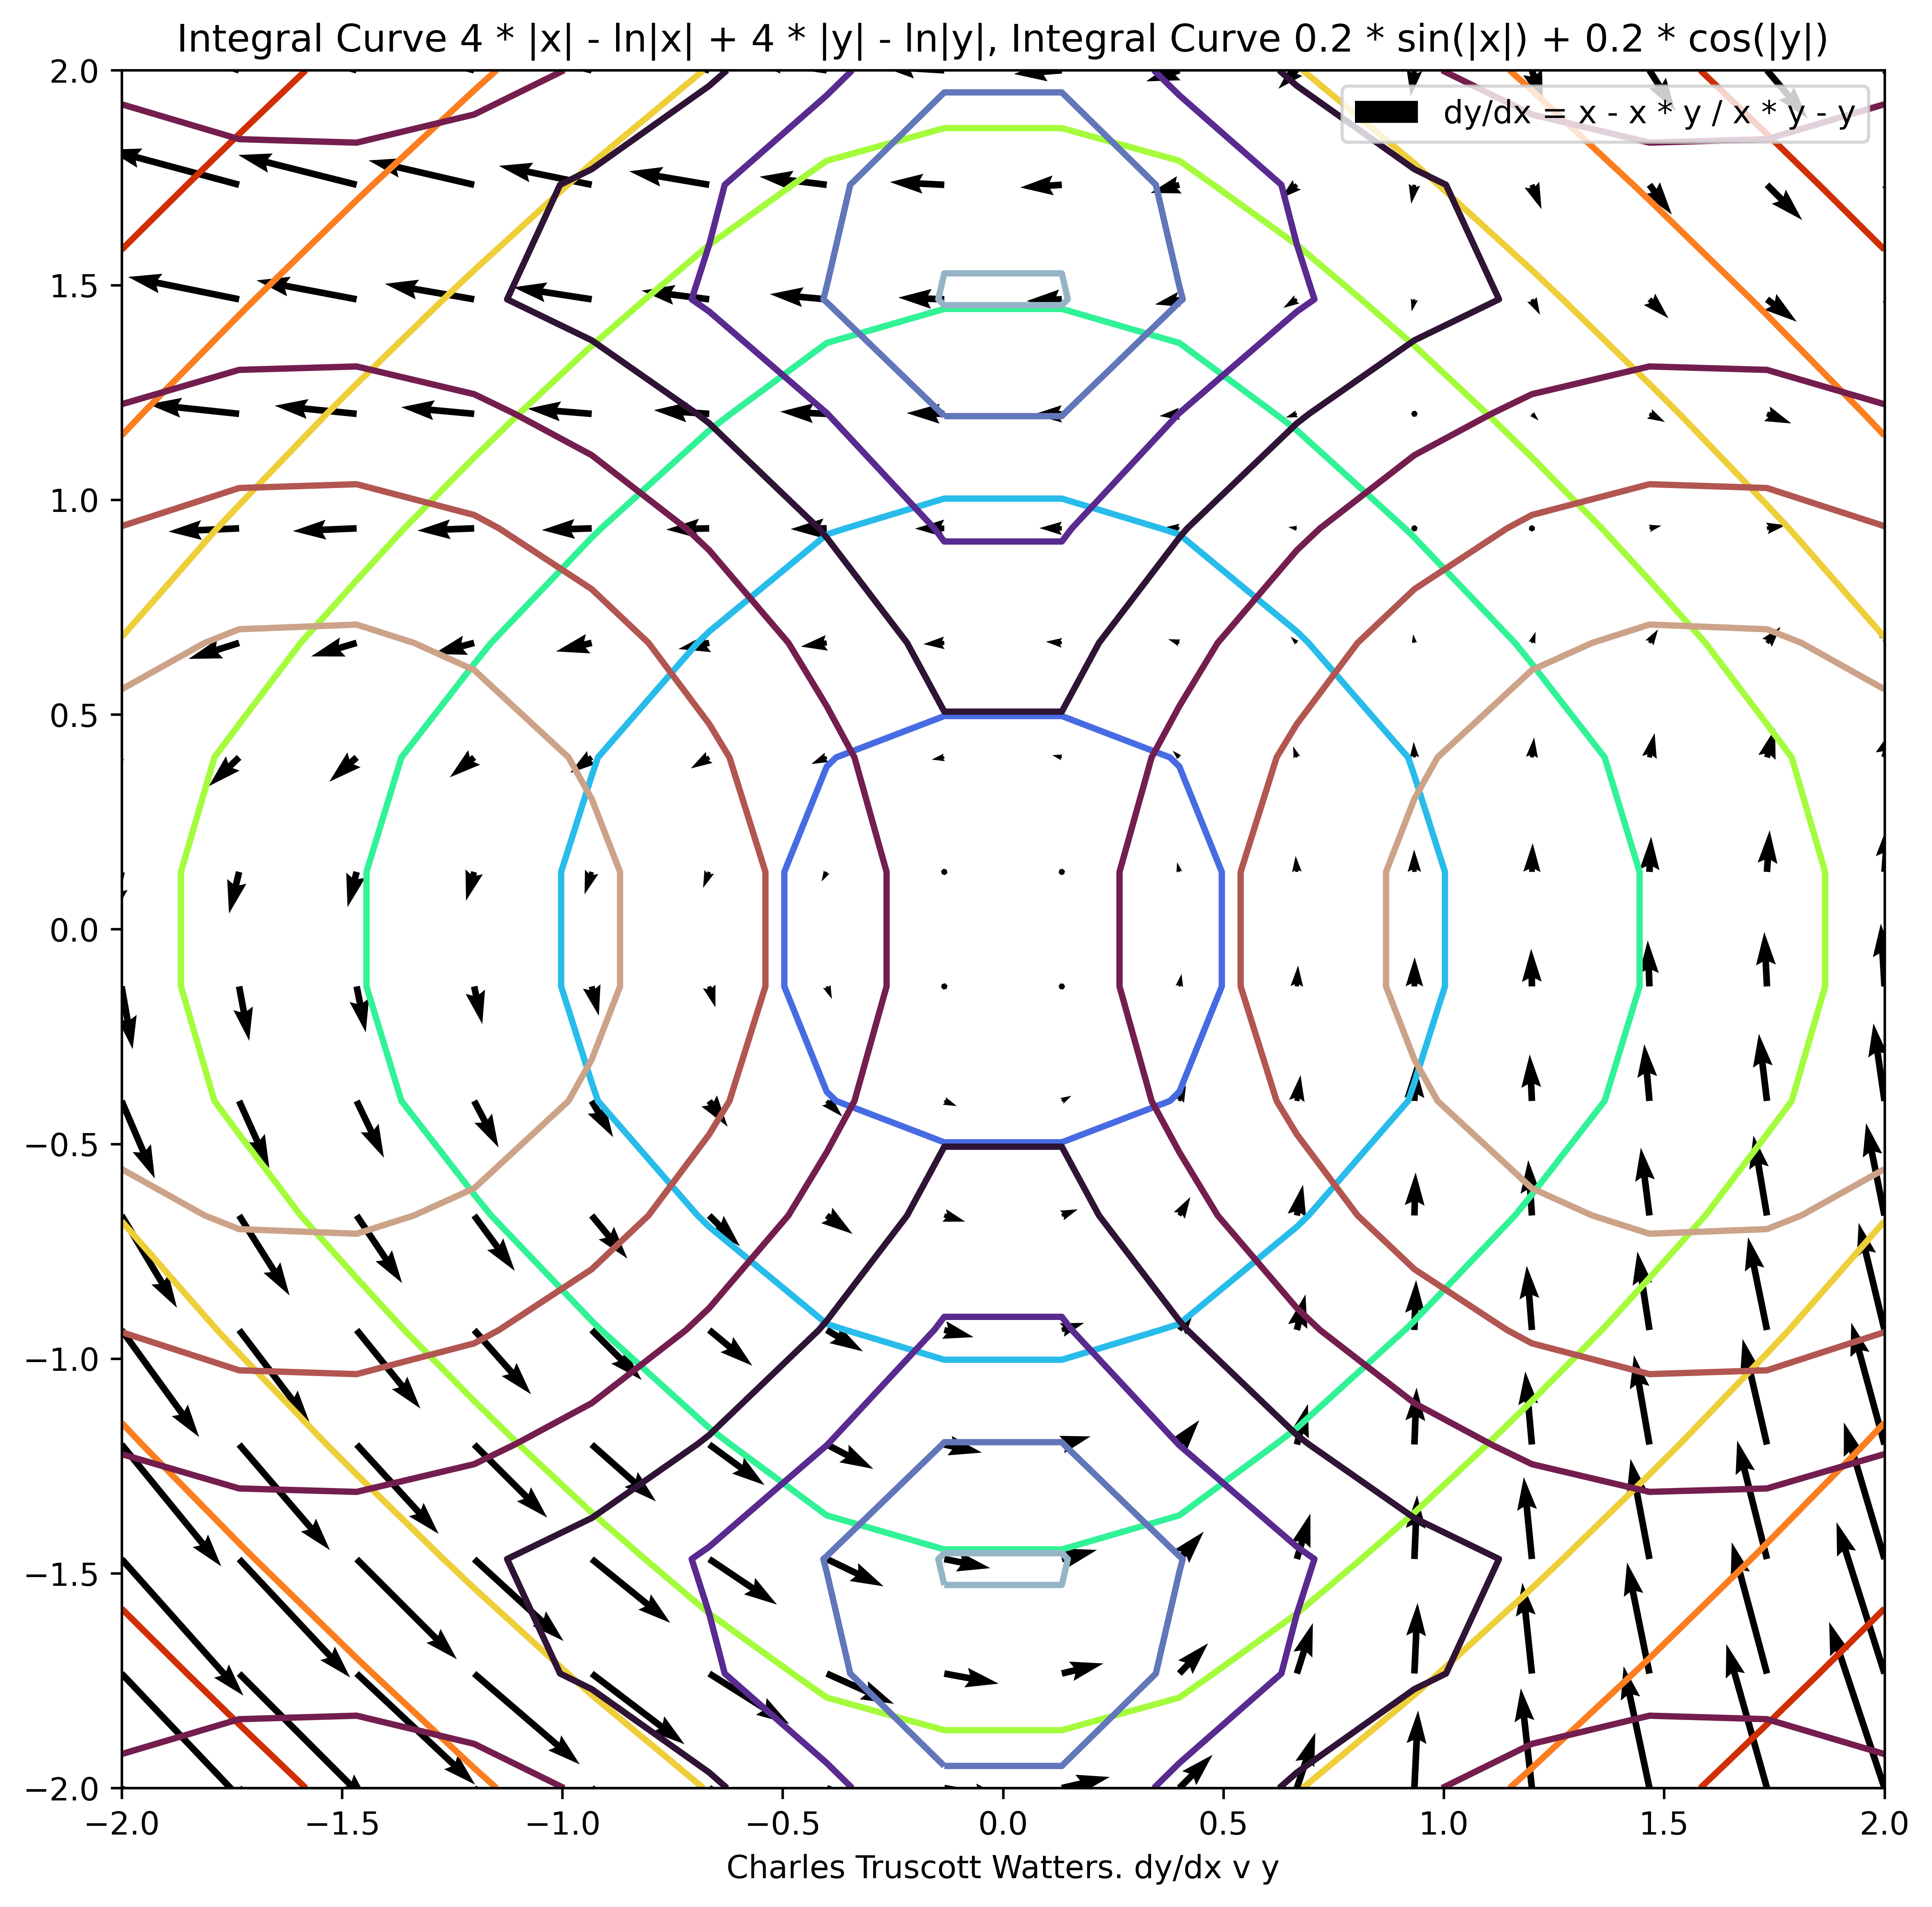 Integral Curve 4 * |x| - ln|x| + 4 * |y| - ln|y|, Integral Curve 0.2 * sin(|x|) + 0.2 * cos(|y|)
dy/dx = x - x * y / x * y - y
2.0
1.5
1.0
0.5
0.0
−0.5
−1.0
−1.5
−2.0
−2.0 −1.5 −1.0 −0.5 0.0 0.5 1.0 1.5 2.0
Charles Truscott Watters. dy/dx v y